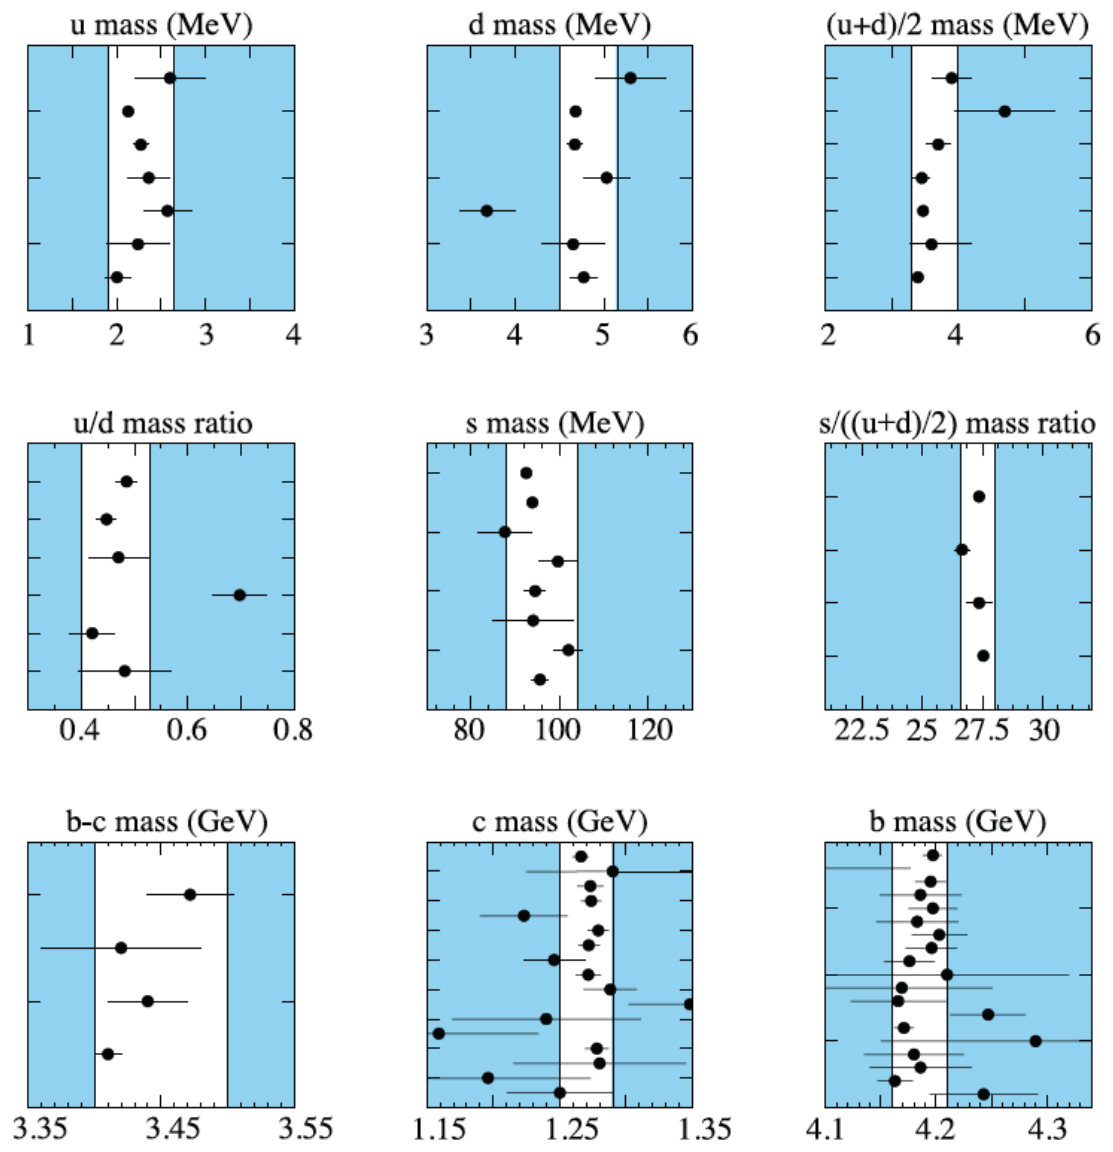 u mass (MeV) d mass (MeV) (u+d)/2 mass (MeV)
1 2 3 4 3 4 5 6 2 4 6
u/d mass ratio s mass (MeV) s/((u+d)/2) mass ratio
0.4 0.6 0.8 80 100 120 22.5 25 27.5 30
b-c mass (GeV) c mass (GeV) b mass (GeV)
3.35 3.45 3.55 1.15 1.25 1.35 4.1 4.2 4.3